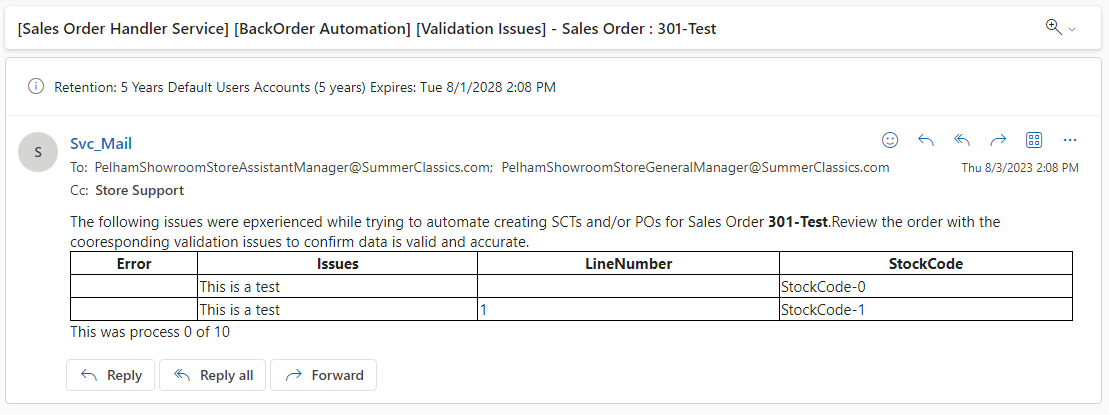 [Sales Order Handler Service] [BackOrder Automation] [Validation Issues] - Sales Order : 301-Test
Retention: 5 Years Default Users Accounts (5 years) Expires: Tue 8/1/2028 2:08 PM
S
Svc_Mail
To: PelhamShowroomStoreAssistantManager@SummerClassics.com; PelhamShowroomStoreGeneralManager@SummerClassics.com
Thu 8/3/2023 2:08 PM
Cc: Store Support
The following issues were epxerienced while trying to automate creating SCTs and/or POs for Sales Order 301-Test.Review the order with the
cooresponding validation issues to confirm data is valid and accurate.
Error Issues LineNumber StockCode
This is a test StockCode-0
This is a test 1 StockCode-1
This was process 0 of 10
Reply Reply all Forward